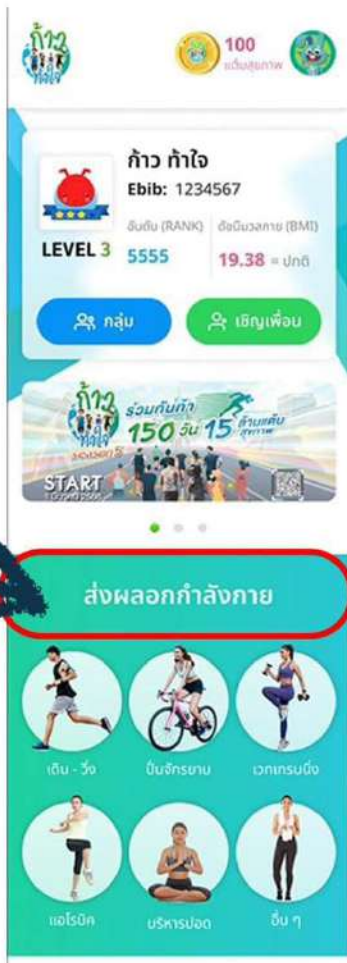 ก้าว
ท้าใจ
100
แต้มสุขภาพ
ก้าว ท้าใจ
Ebib: 1234567
อันดับ (RANK)
ดัชนีมวลกาย (BMI)
LEVEL 3
5555
19.38 = ปกติ
กลุ่ม
เชิญเพื่อน
ก้าว
ท้าใจ
ร่วมกันท้า
150 วัน 15 ล้านแต้ม
สุขภาพ
START
ส่งผลออกกำลังกาย
เดิน - วิ่ง
ปั่นจักรยาน
เวทเทรนนิ่ง
แอโรบิค
บริหารปอด
อื่น ๆ